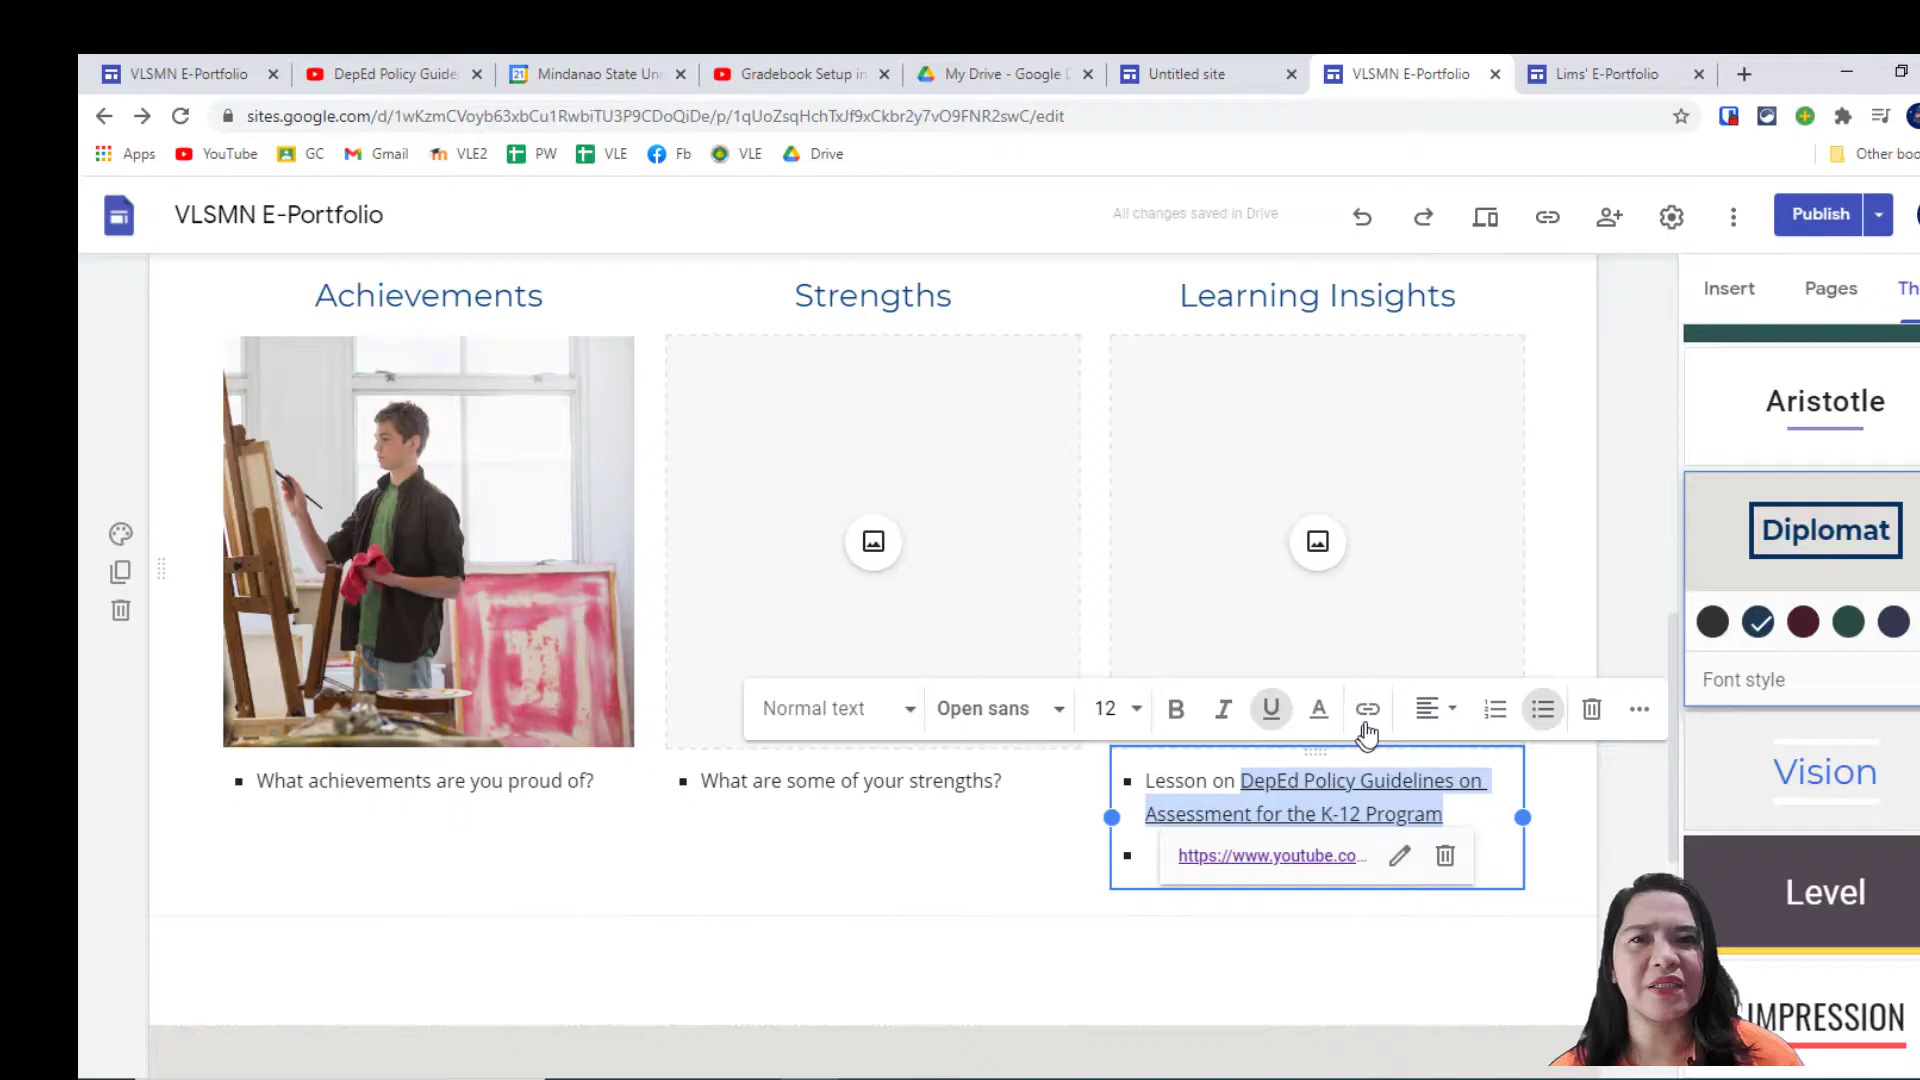 VLSMN E-Portfolio
DepEd Policy Guide
Mindanao State Un
Gradebook Setup in
My Drive - Google D
Untitled site
VLSMN E-Portfolio
Lims' E-Portfolio
sites.google.com/d/1wKzmCVoyb63xbCu1RwbiTU3P9CDoQiDe/p/1qUoZsqHchTxJf9xCkbr2y7vO9FNR2swC/edit
Apps
YouTube
GC
Gmail
VLE2
PW
VLE
Fb
VLE
Drive
Other boo
VLSMN E-Portfolio
All changes saved in Drive
Publish
Insert
Pages
Th
Achievements
Strengths
Learning Insights
Aristotle
Diplomat
Font style
Normal text
Open sans
12
What achievements are you proud of?
What are some of your strengths?
Lesson on DepEd Policy Guidelines on
Assessment for the K-12 Program
https://www.youtube.co...
Vision
Level
IMPRESSION